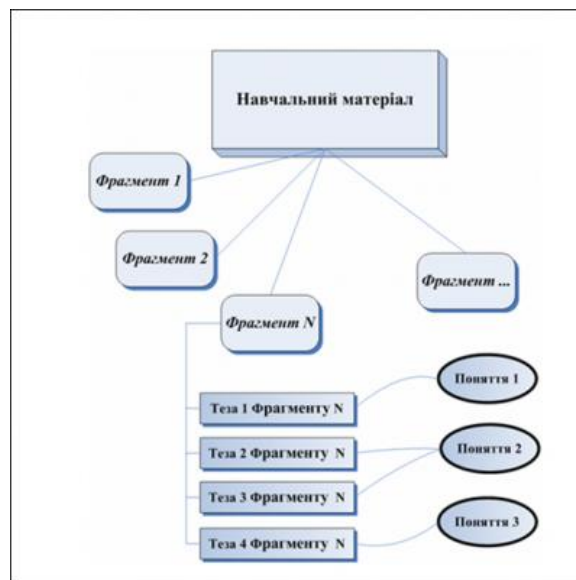 Навчальний матеріал
Фрагмент 1
Фрагмент 2
Фрагмент ...
Фрагмент N
Теза 1 Фрагменту N
Поняття 1
Теза 2 Фрагменту N
Поняття 2
Теза 3 Фрагменту N
Теза 4 Фрагменту N
Поняття 3